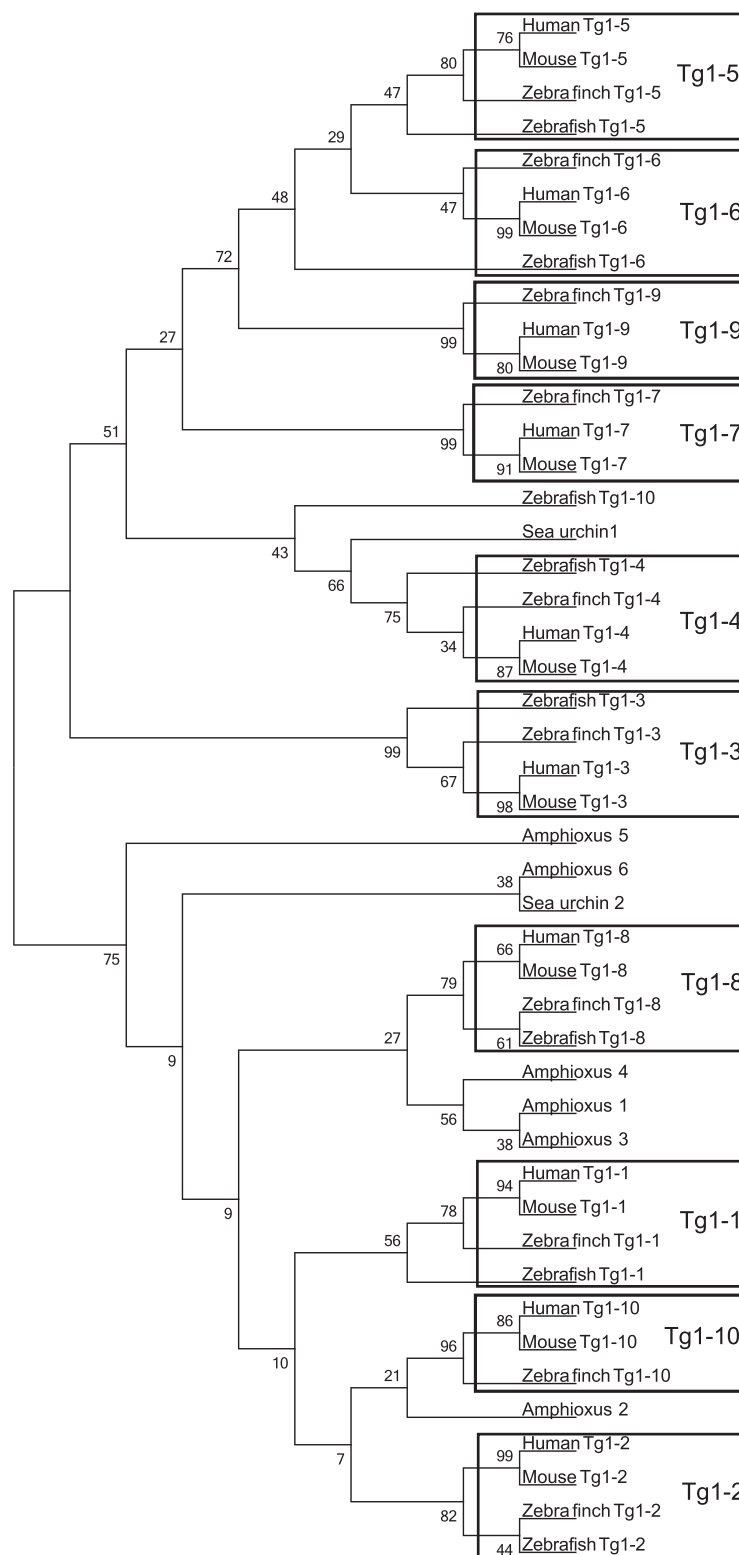 Human Tg1-5
76
Mouse Tg1-5
Tg1-5
80
Zebra finch Tg1-5
47
Zebrafish Tg1-5
29
Zebra finch Tg1-6
Human Tg1-6
48
47
Tg1-6
Mouse Tg1-6
99
72
Zebrafish Tg1-6
Zebra finch Tg1-9
27
Human Tg1-9
Tg1-9
99
Mouse Tg1-9
80
Zebra finch Tg1-7
51
Human Tg1-7
Tg1-7
99
Mouse Tg1-7
91
Zebrafish Tg1-10
Sea urchin1
43
Zebrafish Tg1-4
66
Zebra finch Tg1-4
75
Tg1-4
Human Tg1-4
34
Mouse Tg1-4
87
Zebrafish Tg1-3
Zebra finch Tg1-3
99
Tg1-3
Human Tg1-3
67
Mouse Tg1-3
98
Amphioxus 5
Amphioxus 6
38
Sea urchin 2
Human Tg1-8
66
75
Mouse Tg1-8
79
Tg1-8
Zebra finch Tg1-8
27
Zebrafish Tg1-8
61
9
Amphioxus 4
Amphioxus 1
56
Amphioxus 3
38
Human Tg1-1
94
Mouse Tg1-1
78
9
Tg1-1
56
Zebra finch Tg1-1
Zebrafish Tg1-1
Human Tg1-10
86
Tg1-10
Mouse Tg1-10
96
10
21
Zebra finch Tg1-10
Amphioxus 2
Human Tg1-2
99
7
Mouse Tg1-2
Tg1-2
82
Zebra finch Tg1-2
Zebrafish Tg1-2
44